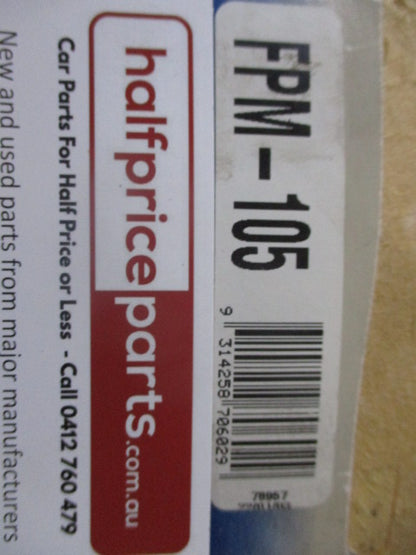 FPM-105
9 314258 706029
78957
halfpriceparts.com.au
Car Parts For Half Price or Less - Call 0412 760 479
New and used parts from major manufacturers